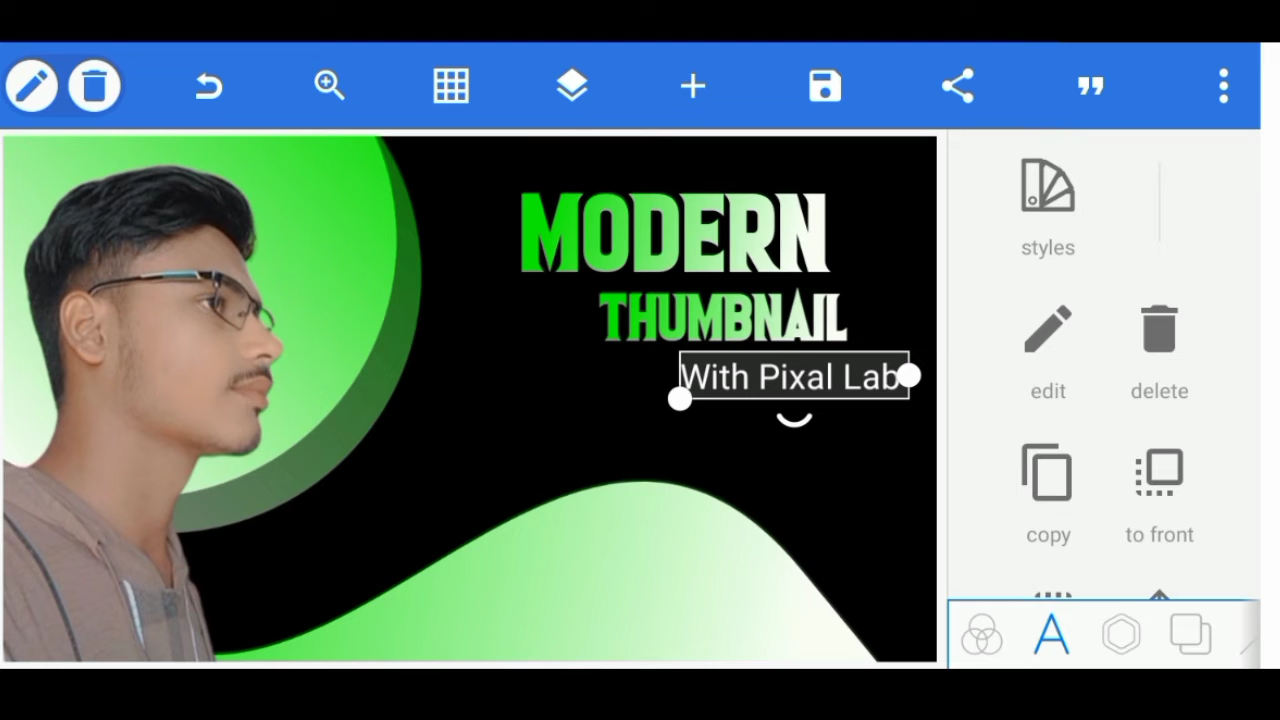 MODERN
THUMBNAIL
With Pixal Lab
styles
edit
delete
copy
to front